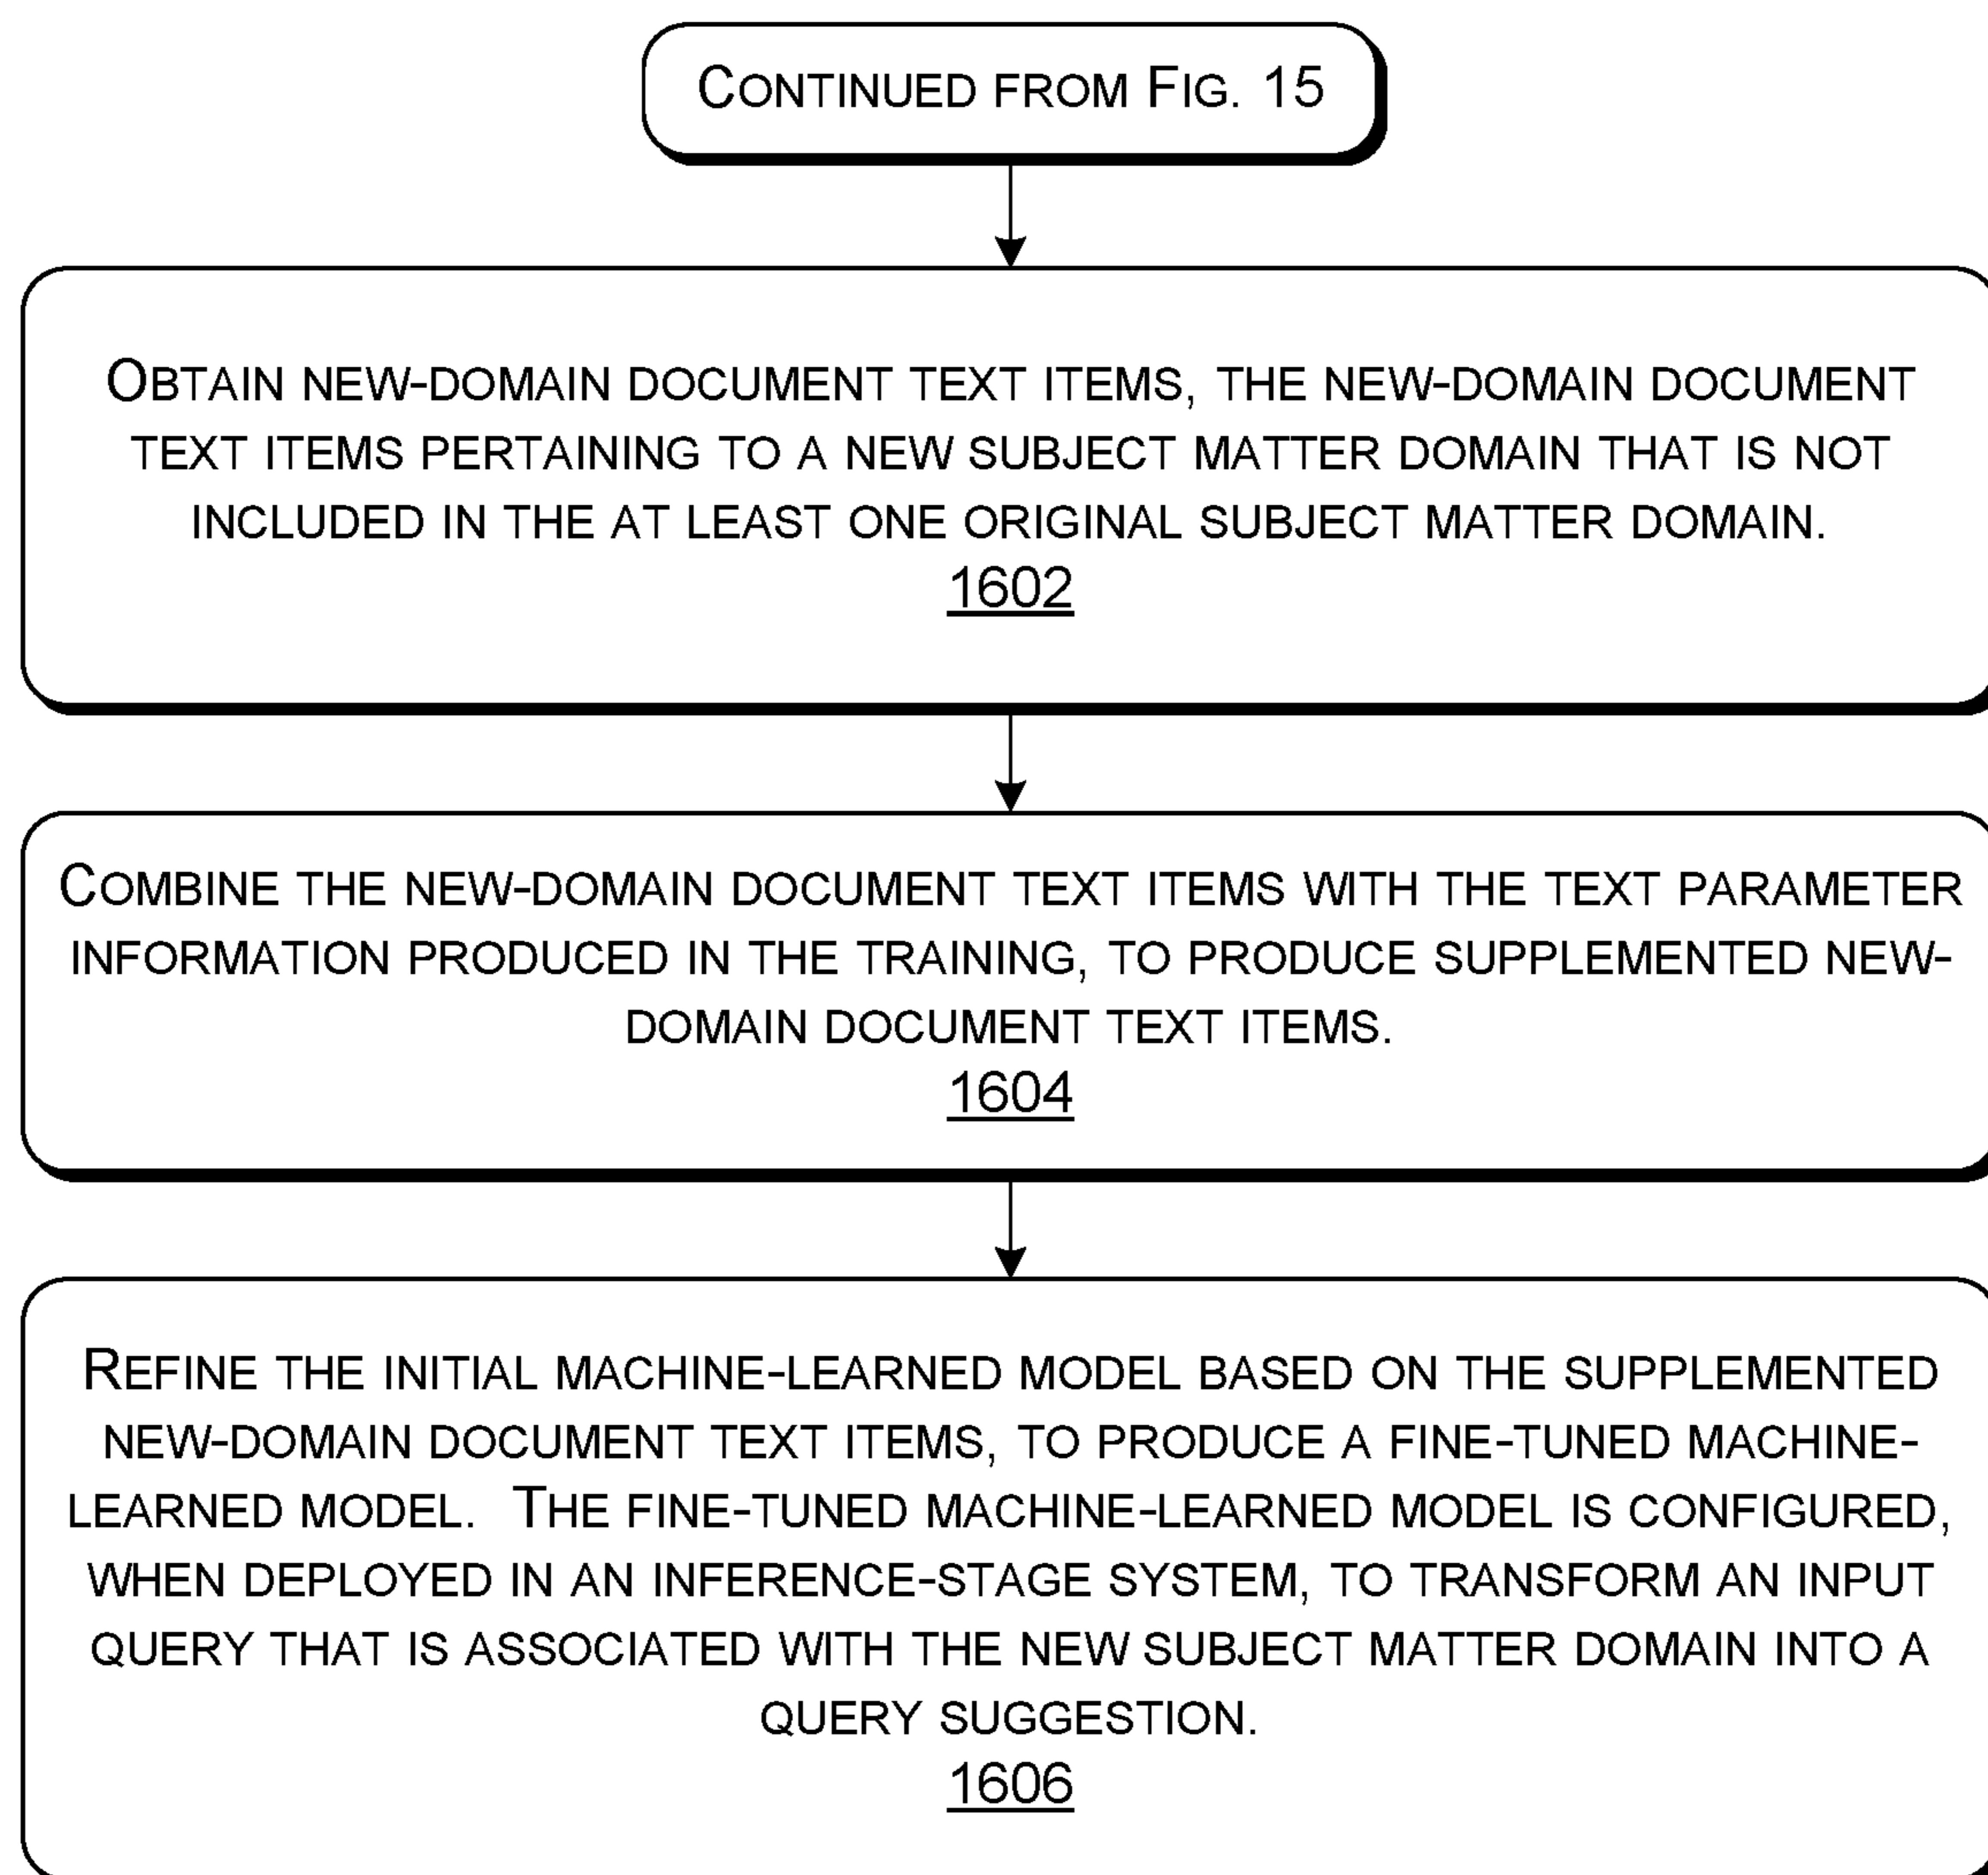 CONTINUED FROM FIG. 15
OBTAIN NEW-DOMAIN DOCUMENT TEXT ITEMS, THE NEW-DOMAIN DOCUMENT
TEXT ITEMS PERTAINING TO A NEW SUBJECT MATTER DOMAIN THAT IS NOT
INCLUDED IN THE AT LEAST ONE ORIGINAL SUBJECT MATTER DOMAIN.
1602
COMBINE THE NEW-DOMAIN DOCUMENT TEXT ITEMS WITH THE TEXT PARAMETER
INFORMATION PRODUCED IN THE TRAINING, TO PRODUCE SUPPLEMENTED NEW-
DOMAIN DOCUMENT TEXT ITEMS.
1604
REFINE THE INITIAL MACHINE-LEARNED MODEL BASED ON THE SUPPLEMENTED
NEW-DOMAIN DOCUMENT TEXT ITEMS, TO PRODUCE A FINE-TUNED MACHINE-
LEARNED MODEL. THE FINE-TUNED MACHINE-LEARNED MODEL IS CONFIGURED,
WHEN DEPLOYED IN AN INFERENCE-STAGE SYSTEM, TO TRANSFORM AN INPUT
QUERY THAT IS ASSOCIATED WITH THE NEW SUBJECT MATTER DOMAIN INTO A
QUERY SUGGESTION.
1606